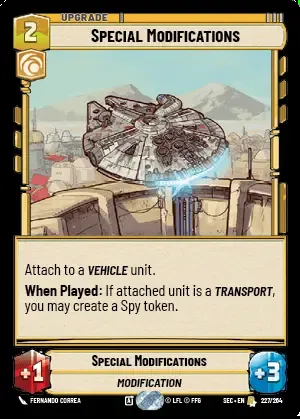 UPGRADE
2
SPECIAL MODIFICATIONS
Attach to a VEHICLE unit.
When Played: If attached unit is a TRANSPORT,
you may create a Spy token.
+1
SPECIAL MODIFICATIONS
MODIFICATION
+3
FERNANDO CORREA
© LFL © FFG
SEC • EN
227/264